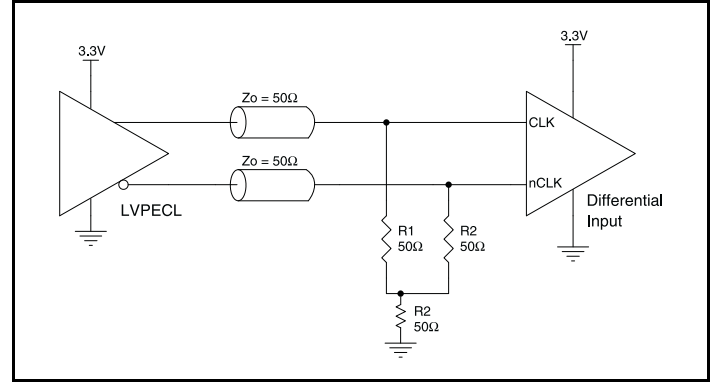 3.3V
3.3V
Zo = 50Ω
CLK
Zo = 50Ω
nCLK
LVPECL
Differential
Input
R1
50Ω
R2
50Ω
R2
50Ω